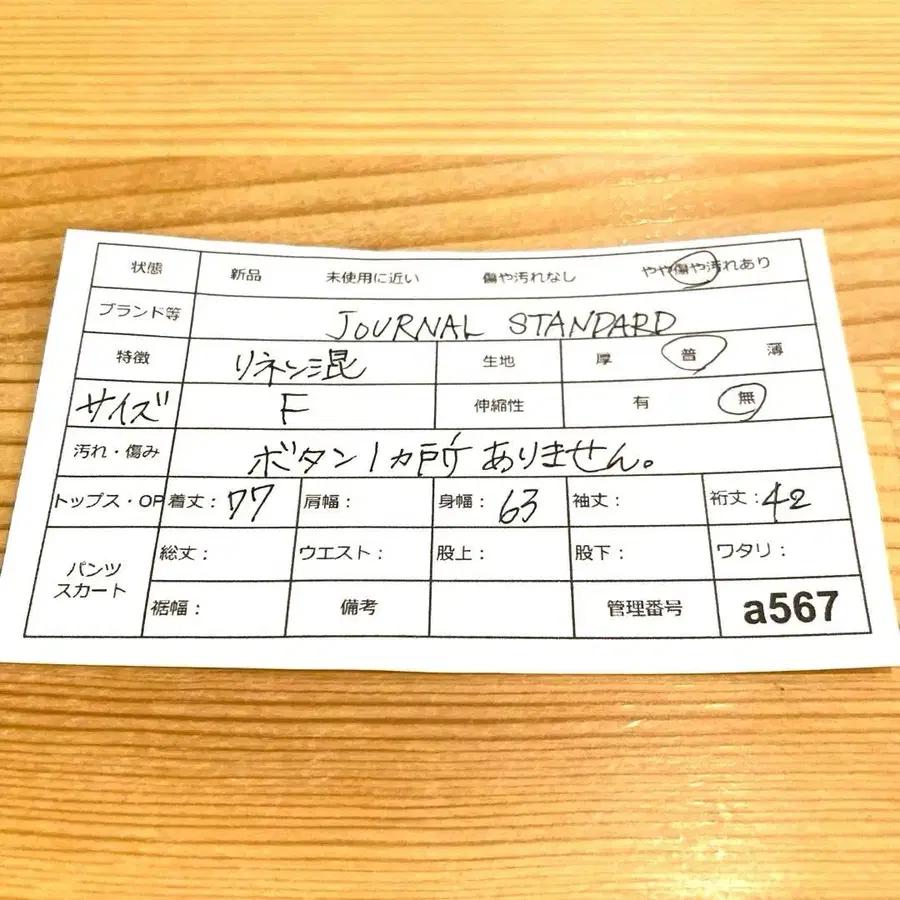 状態 新品 未使用に近い 傷や汚れなし やや傷や汚れあり
ブランド等 JOURNAL STANDARD
特徴 リネン混 生地 厚 普 薄
サイズ F 伸縮性 有 無
汚れ・傷み ボタン1ヵ所ありません。
トップス・OP 着丈：77 肩幅： 身幅：63 袖丈： 裄丈：42
パンツ スカート 総丈： ウエスト： 股上： 股下： ワタリ：
裾幅： 備考 管理番号 a567